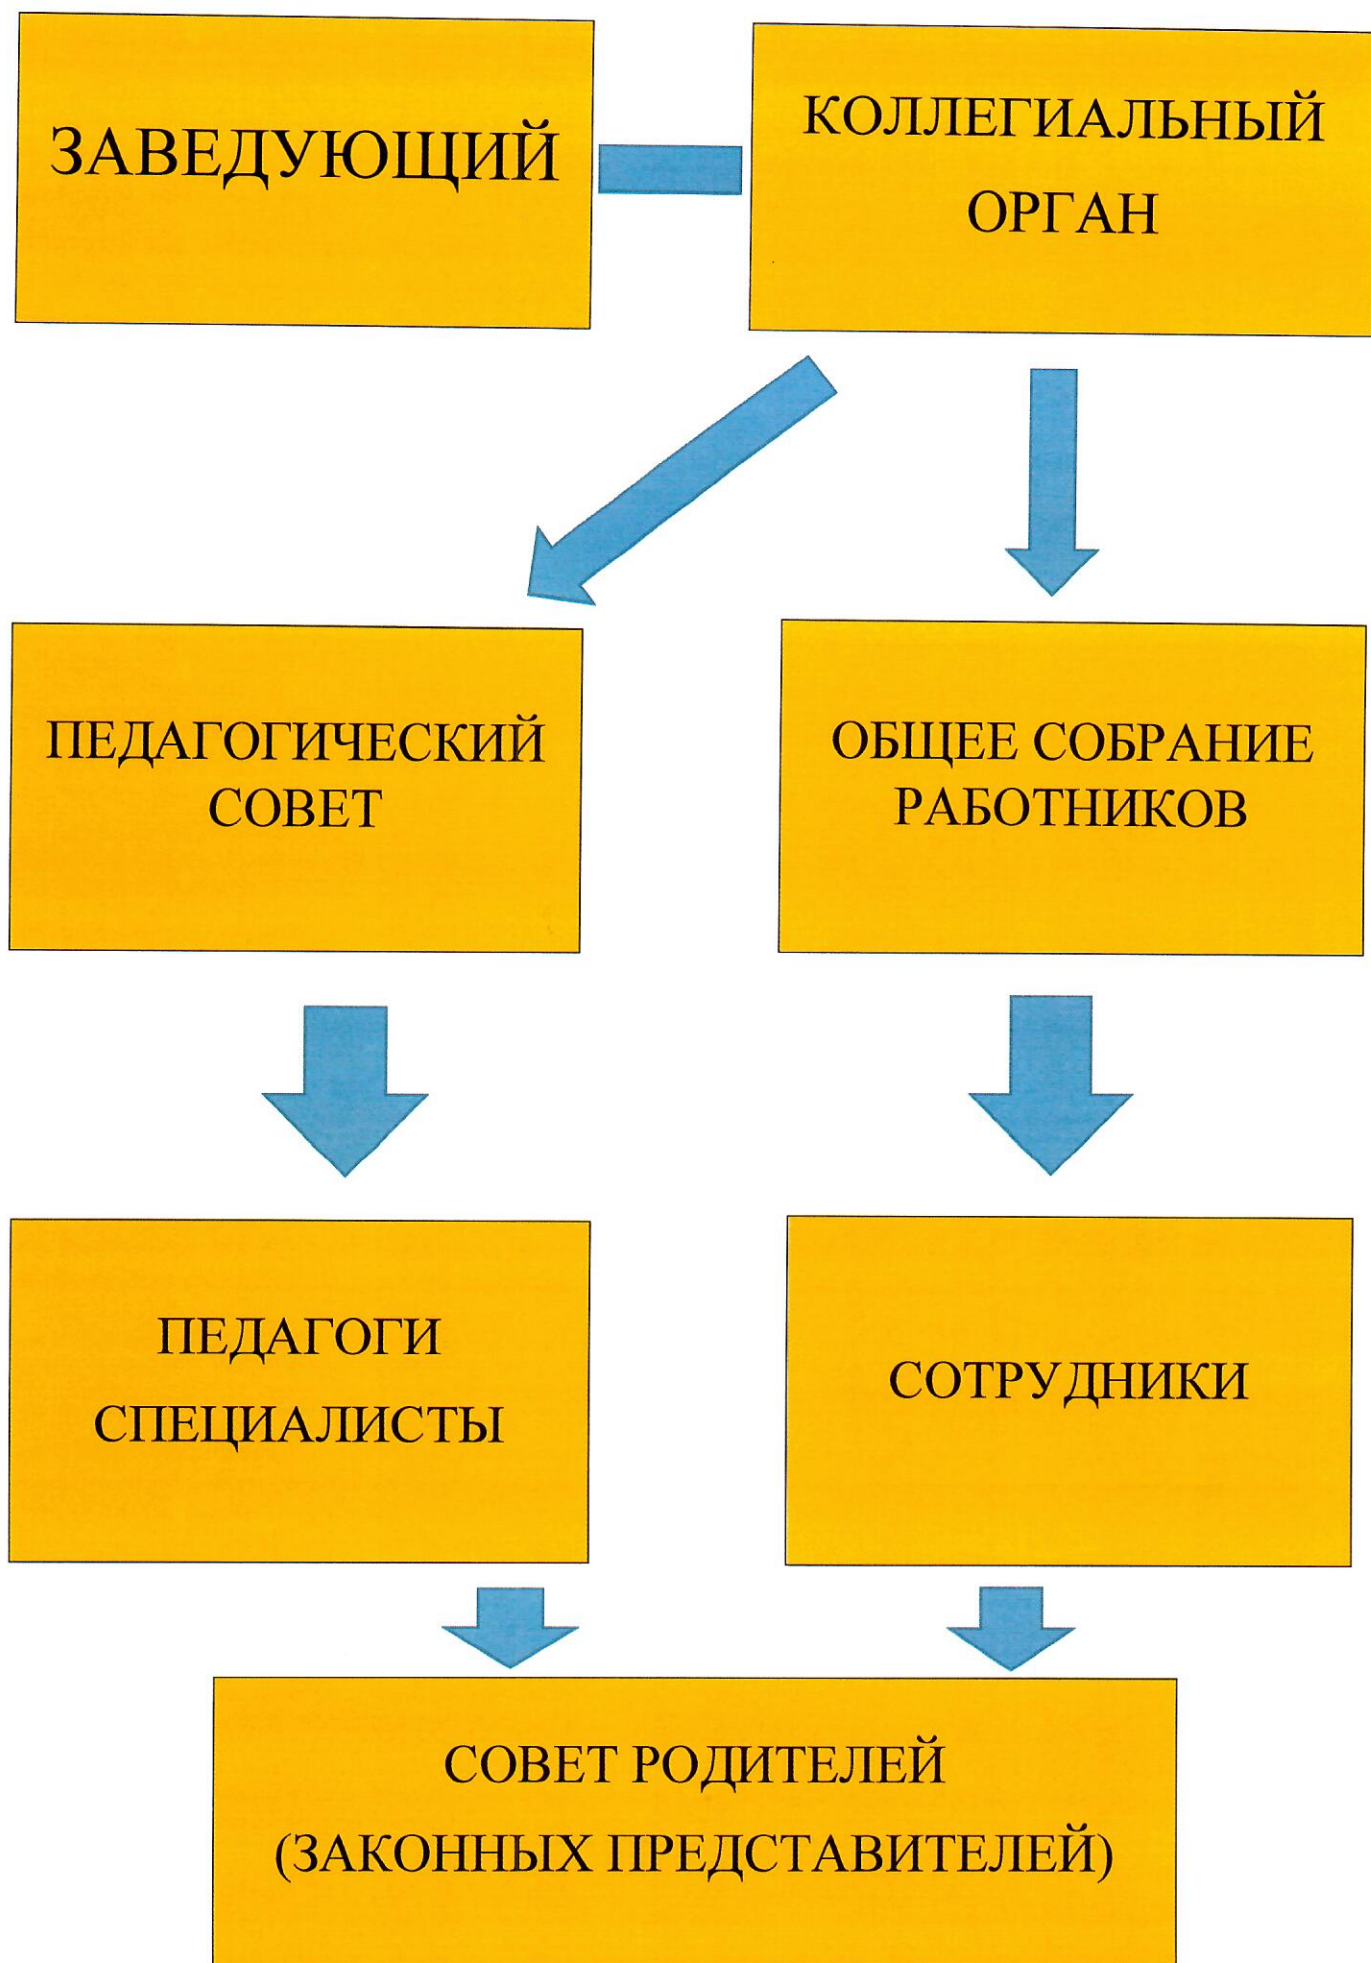 ЗАВЕДУЮЩИЙ
КОЛЛЕГИАЛЬНЫЙ
ОРГАН
ПЕДАГОГИЧЕСКИЙ
СОВЕТ
ОБЩЕЕ СОБРАНИЕ
РАБОТНИКОВ
ПЕДАГОГИ
СПЕЦИАЛИСТЫ
СОТРУДНИКИ
СОВЕТ РОДИТЕЛЕЙ
(ЗАКОННЫХ ПРЕДСТАВИТЕЛЕЙ)